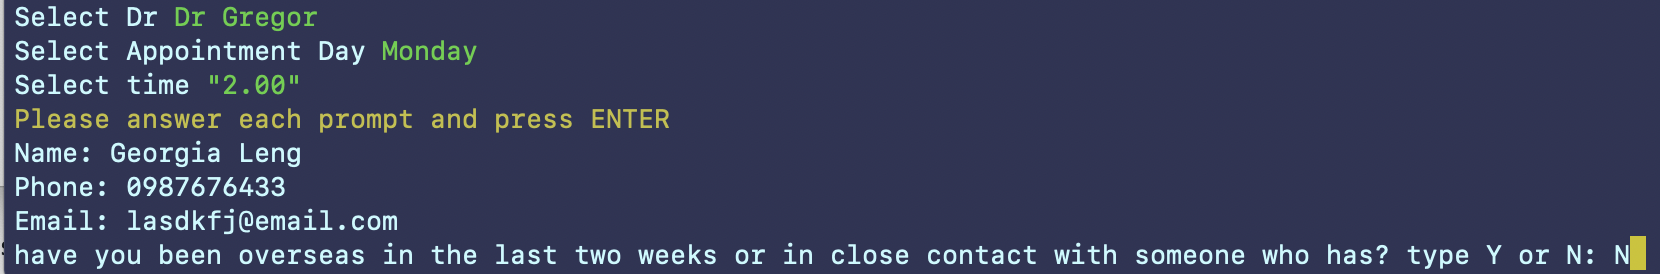 Select Dr Dr Gregor
Select Appointment Day Monday
Select time "2.00"
Please answer each prompt and press ENTER
Name: Georgia Leng
Phone: 0987676433
Email: lasdkfj@email.com
have you been overseas in the last two weeks or in close contact with someone who has? type Y or N: N